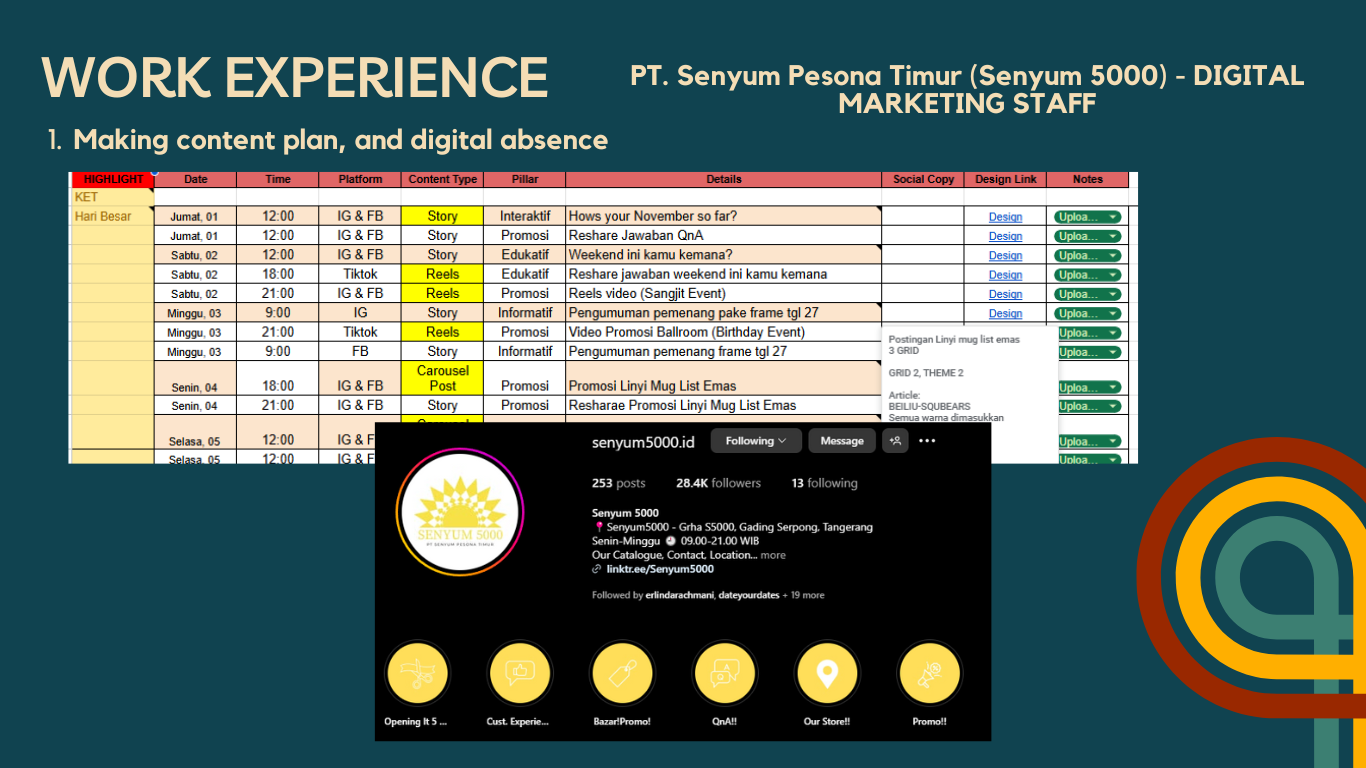 WORK EXPERIENCE
PT. Senyum Pesona Timur (Senyum 5000) - DIGITAL
MARKETING STAFF
1. Making content plan, and digital absence
HIGHLIGHT Date Time Platform Content Type Pillar Details Social Copy Design Link Notes
KET
Hari Besar Jumat, 01 12:00 IG & FB Story Interaktif Hows your November so far? Design Uploa...
Jumat, 01 12:00 IG & FB Story Promosi Reshare Jawaban QnA Design Uploa...
Sabtu, 02 12:00 IG & FB Story Edukatif Weekend ini kamu kemana? Design Uploa...
Sabtu, 02 18:00 Tiktok Reels Edukatif Reshare jawaban weekend ini kamu kemana Design Uploa...
Sabtu, 02 21:00 IG & FB Reels Promosi Reels video (Sangjit Event) Design Uploa...
Minggu, 03 9:00 IG Story Informatif Pengumuman pemenang pake frame tgl 27 Design Uploa...
Minggu, 03 21:00 Tiktok Reels Promosi Video Promosi Ballroom (Birthday Event) Uploa...
Minggu, 03 9:00 FB Story Informatif Pengumuman pemenang frame tgl 27 Uploa...
Senin, 04 18:00 IG & FB Carousel Post Promosi Promosi Linyi Mug List Emas Uploa...
Senin, 04 21:00 IG & FB Story Promosi Resharae Promosi Linyi Mug List Emas Uploa...
Selasa, 05 12:00 IG & F Uploa...
Selasa, 05 12:00 IG & F Uploa...
Postingan Linyi mug list emas
3 GRID
GRID 2, THEME 2
Article:
BEILIU-SQUBEARS
Semua warna dimasukkan
senyum5000.id Following Message
253 posts 28.4K followers 13 following
Senyum 5000
Senyum5000 - Grha S5000, Gading Serpong, Tangerang
Senin-Minggu 09.00-21.00 WIB
Our Catalogue, Contact, Location... more
linktr.ee/Senyum5000
Followed by erlindarachmani, dateyourdates + 19 more
SENYUM 5000
PT SENYUM PESONA TIMUR
Opening It 5 ... Cust. Experie... Bazar!Promo! QnA!! Our Store!! Promo!!